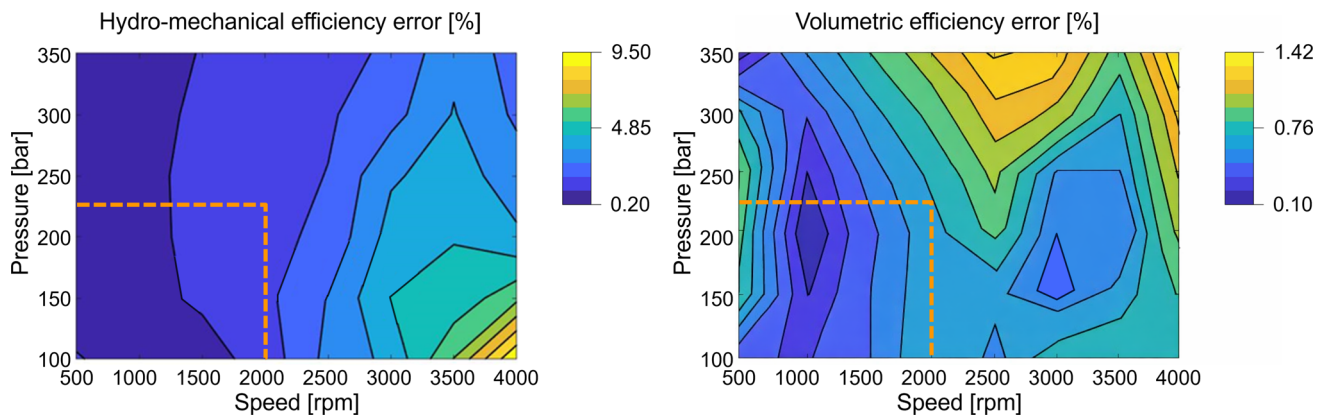 Hydro-mechanical efficiency error [%]
350
300
250
200
150
100
500 1000 1500 2000 2500 3000 3500 4000
Pressure [bar]
Speed [rpm]
9.50
4.85
0.20
Volumetric efficiency error [%]
350
300
250
200
150
100
500 1000 1500 2000 2500 3000 3500 4000
Pressure [bar]
Speed [rpm]
1.42
0.76
0.10